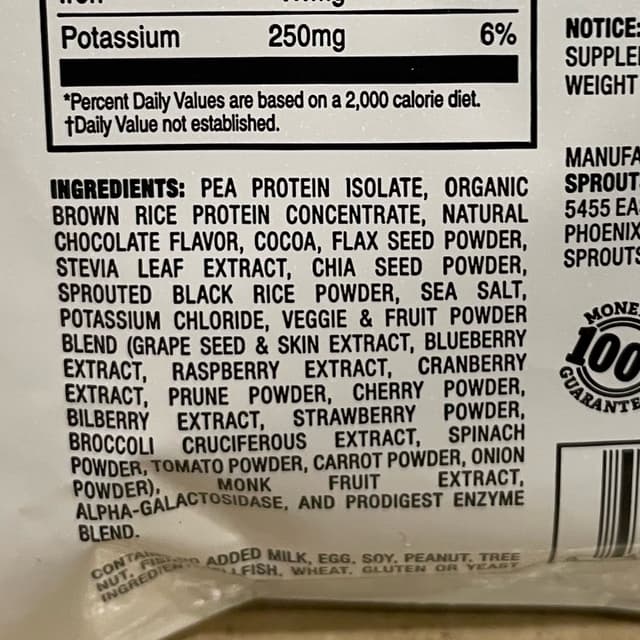 Potassium 250mg 6%
*Percent Daily Values are based on a 2,000 calorie diet.
†Daily Value not established.
INGREDIENTS: PEA PROTEIN ISOLATE, ORGANIC
BROWN RICE PROTEIN CONCENTRATE, NATURAL
CHOCOLATE FLAVOR, COCOA, FLAX SEED POWDER,
STEVIA LEAF EXTRACT, CHIA SEED POWDER,
SPROUTED BLACK RICE POWDER, SEA SALT,
POTASSIUM CHLORIDE, VEGGIE & FRUIT POWDER
BLEND (GRAPE SEED & SKIN EXTRACT, BLUEBERRY
EXTRACT, RASPBERRY EXTRACT, CRANBERRY
EXTRACT, PRUNE POWDER, CHERRY POWDER,
BILBERRY EXTRACT, STRAWBERRY POWDER,
BROCCOLI CRUCIFEROUS EXTRACT, SPINACH
POWDER, TOMATO POWDER, CARROT POWDER, ONION
POWDER), MONK FRUIT EXTRACT,
ALPHA-GALACTOSIDASE, AND PRODIGEST ENZYME
BLEND.
ADDED MILK, EGG, SOY, PEANUT, TREE
NUT, WHEAT, GLUTEN OR YEAST
NOTICE:
WEIGHT
SPROUT
5455 EA
PHOENIX
SPROUTS
100